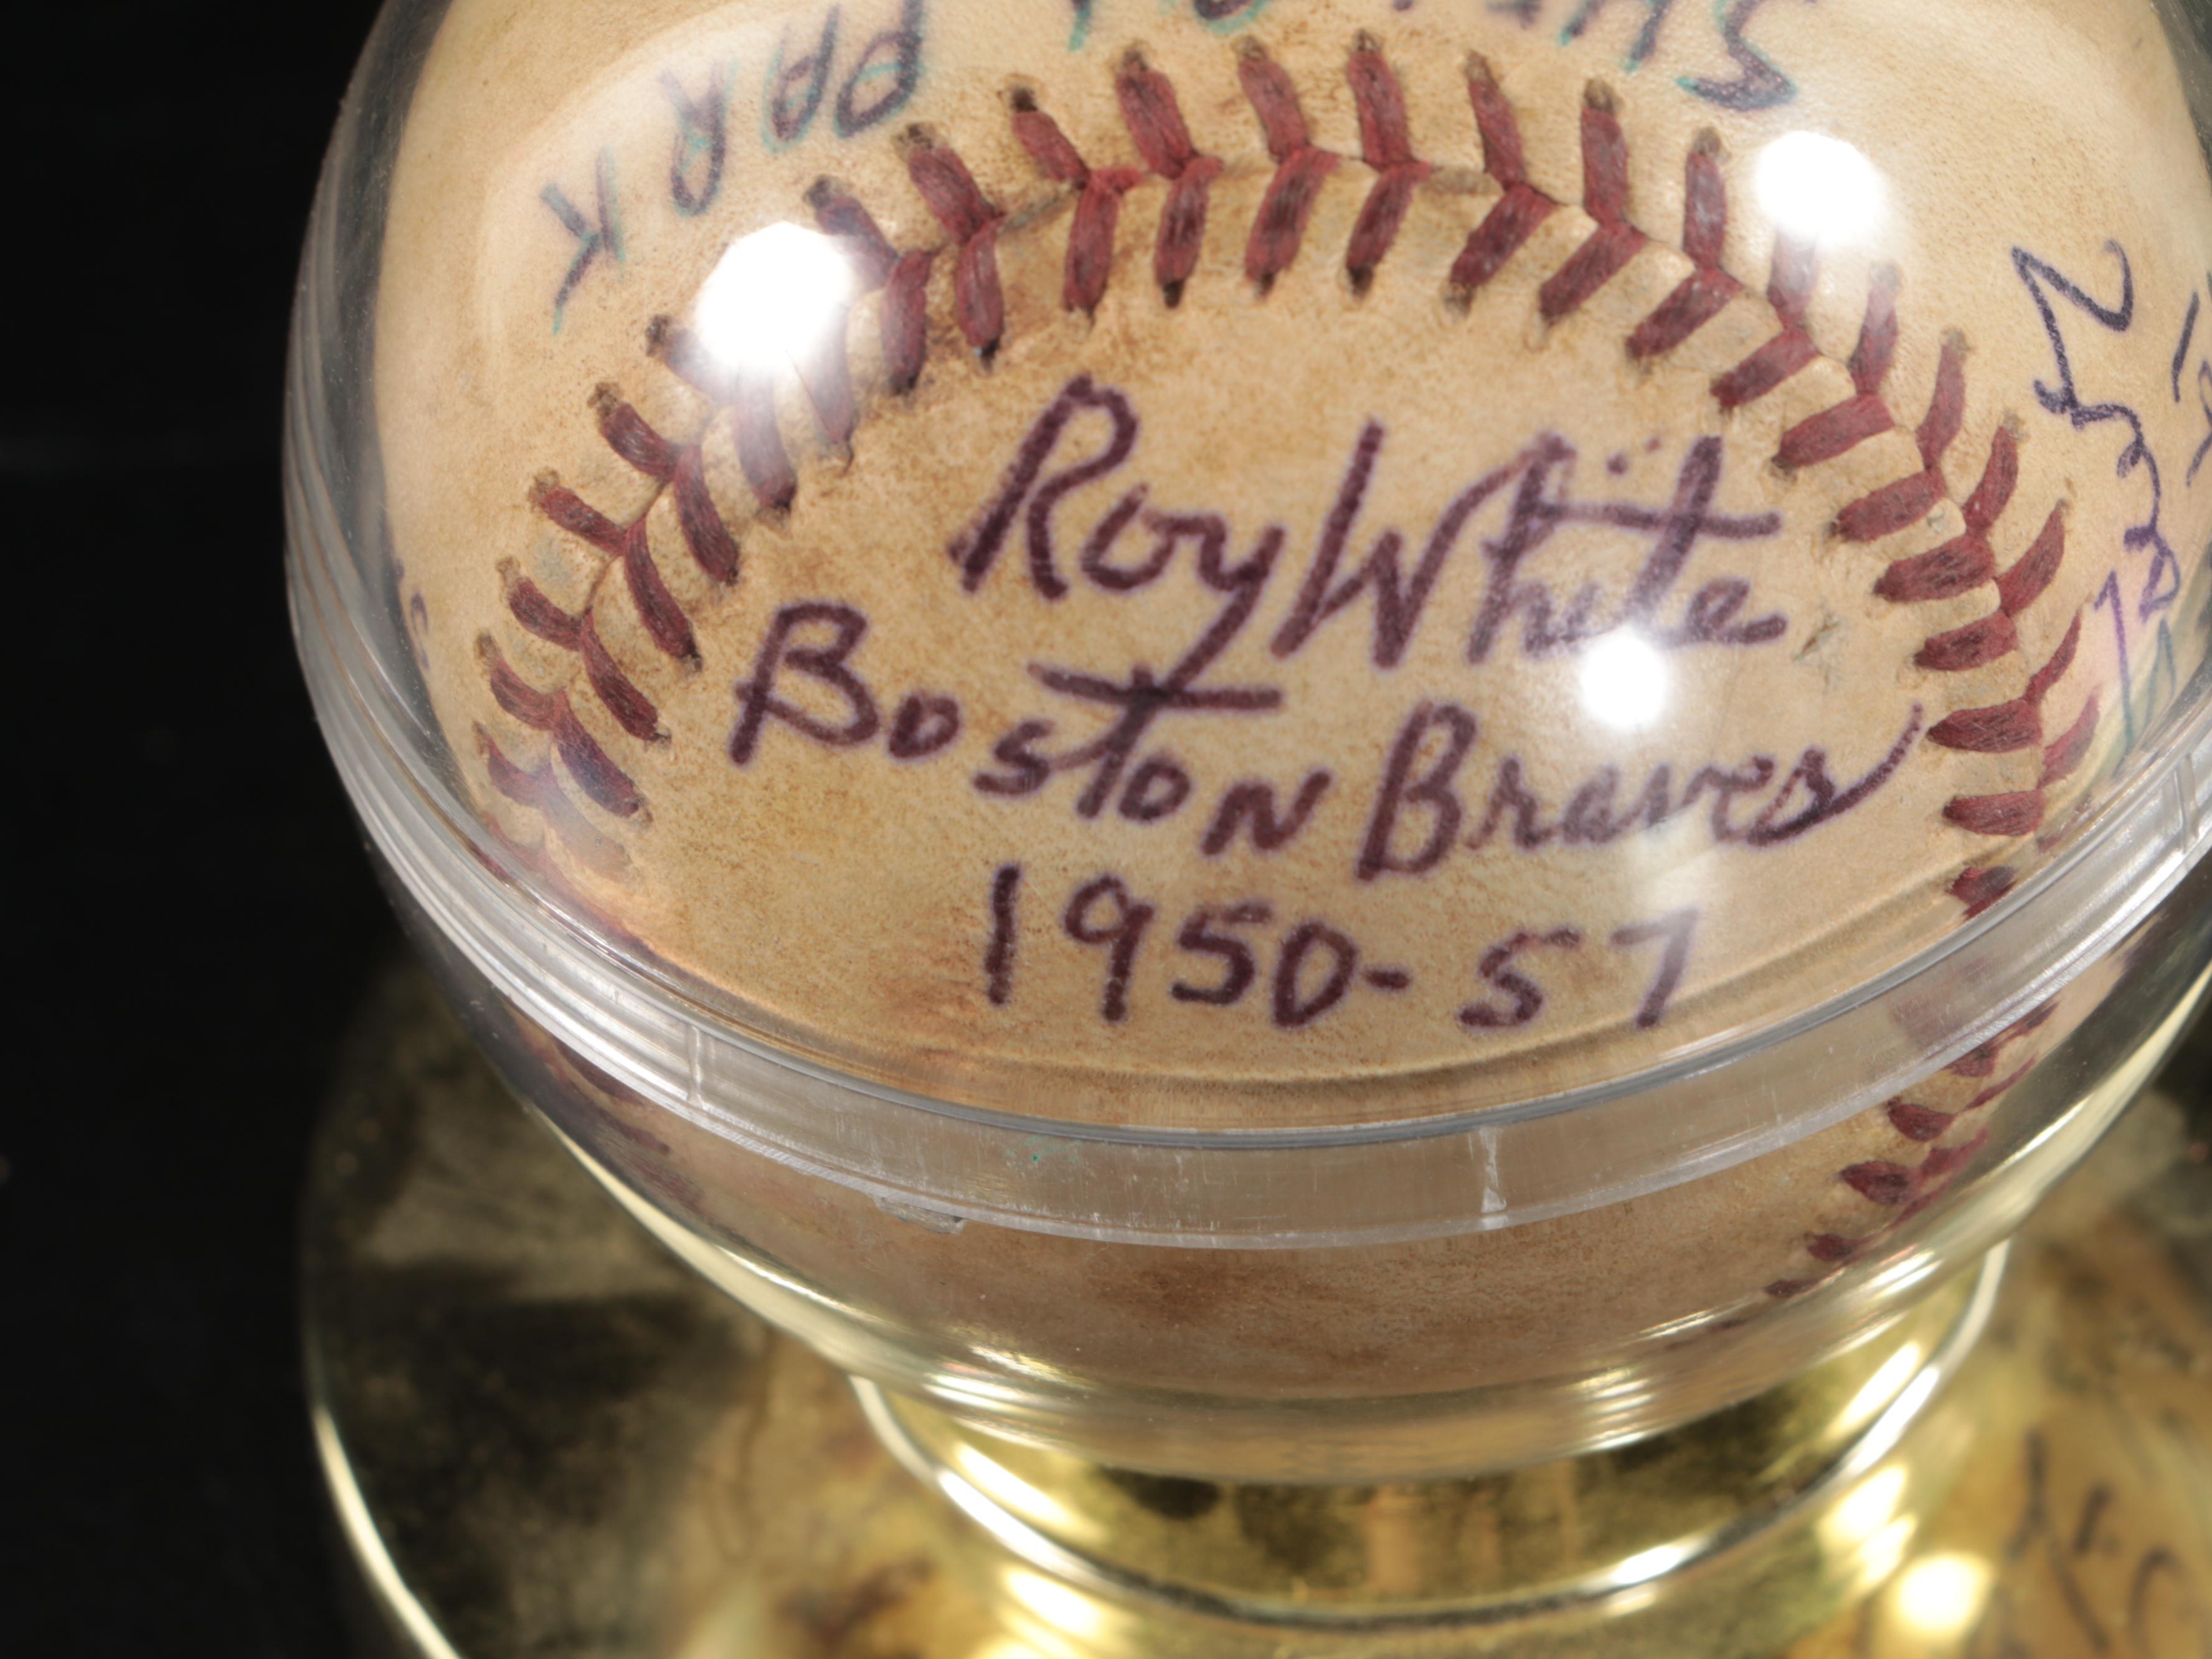 PARK
Roy White
Boston Braves
1950-57